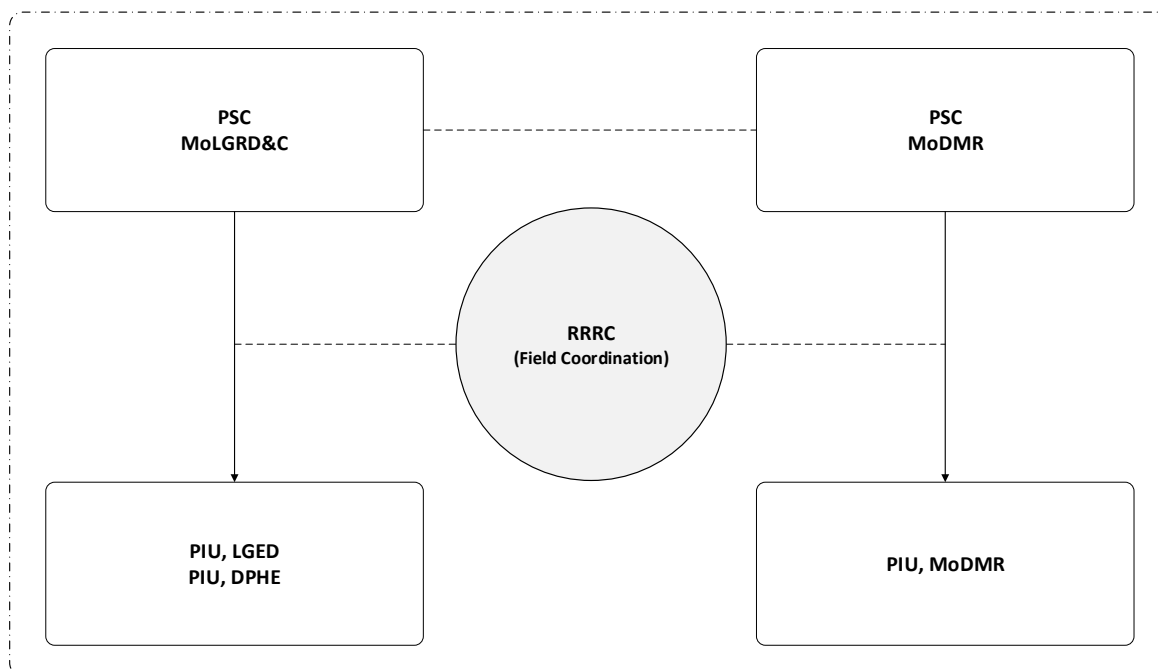 PSC
MoLGRD&C
PSC
MoDMR
RRRC
(Field Coordination)
PIU, LGED
PIU, DPHE
PIU, MoDMR